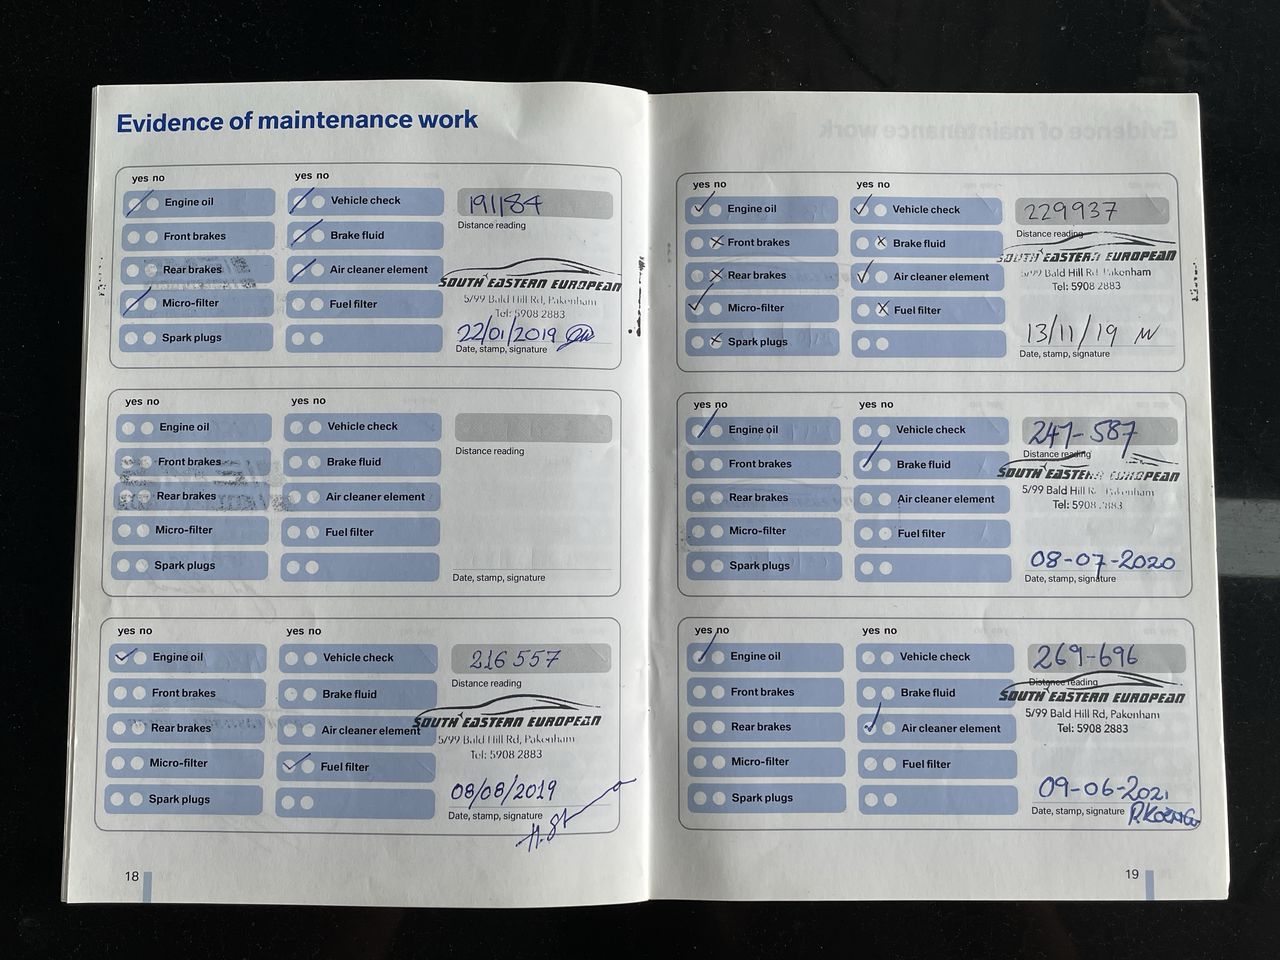 Evidence of maintenance work
yes no
yes no
Engine oil
Vehicle check
191184
Distance reading
Front brakes
Brake fluid
Rear brakes
Air cleaner element
SOUTH EASTERN EUROPEAN
5/99 Bald Hill Rd, Pakenham
Tel: 5908 2883
Micro-filter
Fuel filter
22/01/2019
Date, stamp, signature
Spark plugs
yes no
yes no
Engine oil
Vehicle check
Distance reading
Front brakes
Brake fluid
Rear brakes
Air cleaner element
Micro-filter
Fuel filter
Spark plugs
Date, stamp, signature
yes no
yes no
Engine oil
Vehicle check
216 557
Distance reading
Front brakes
Brake fluid
Rear brakes
Air cleaner element
SOUTH EASTERN EUROPEAN
5/99 Bald Hill Rd, Pakenham
Tel: 5908 2883
Micro-filter
Fuel filter
Spark plugs
08/08/2019
Date, stamp, signature
18
yes no
yes no
Engine oil
Vehicle check
229937
Distance reading
Front brakes
Brake fluid
SOUTH EASTERN EUROPEAN
5/99 Bald Hill Rd, Pakenham
Tel: 5908 2883
Rear brakes
Air cleaner element
Micro-filter
Fuel filter
Spark plugs
13/11/19
Date, stamp, signature
yes no
yes no
Engine oil
Vehicle check
247-587
Distance reading
Front brakes
Brake fluid
SOUTH EASTERN EUROPEAN
5/99 Bald Hill Rd, Pakenham
Tel: 5908 2883
Rear brakes
Air cleaner element
Micro-filter
Fuel filter
Spark plugs
08-07-2020
Date, stamp, signature
yes no
yes no
Engine oil
Vehicle check
269-696
Distance reading
Front brakes
Brake fluid
SOUTH EASTERN EUROPEAN
5/99 Bald Hill Rd, Pakenham
Tel: 5908 2883
Rear brakes
Air cleaner element
Micro-filter
Fuel filter
Spark plugs
09-06-2021
Date, stamp, signature
19